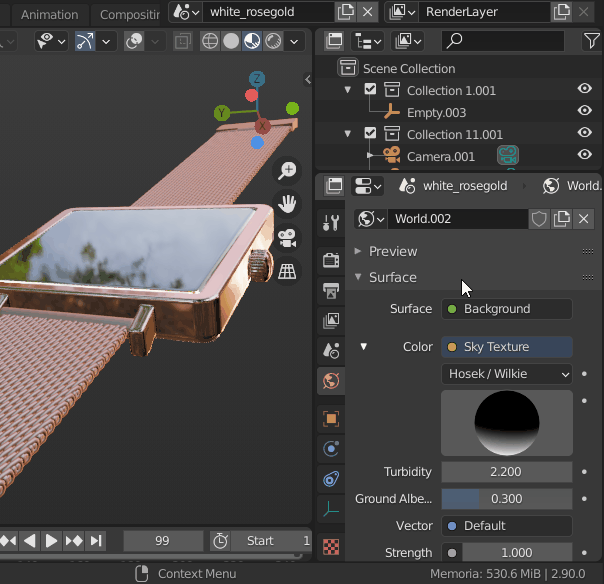 Animation
white_rosegold
RenderLayer
Scene Collection
Collection 1.001
Empty.003
Collection 11.001
Camera.001
Z
Y
X
white_rosegold
World.
World.002
Preview
Surface
Surface
Background
Color
Sky Texture
Hosek / Wilkie
Turbidity
2.200
Ground Albe...
0.300
Vector
Default
Strength
1.000
99
Start
1
Context Menu
Memoria: 530.6 MiB | 2.90.0